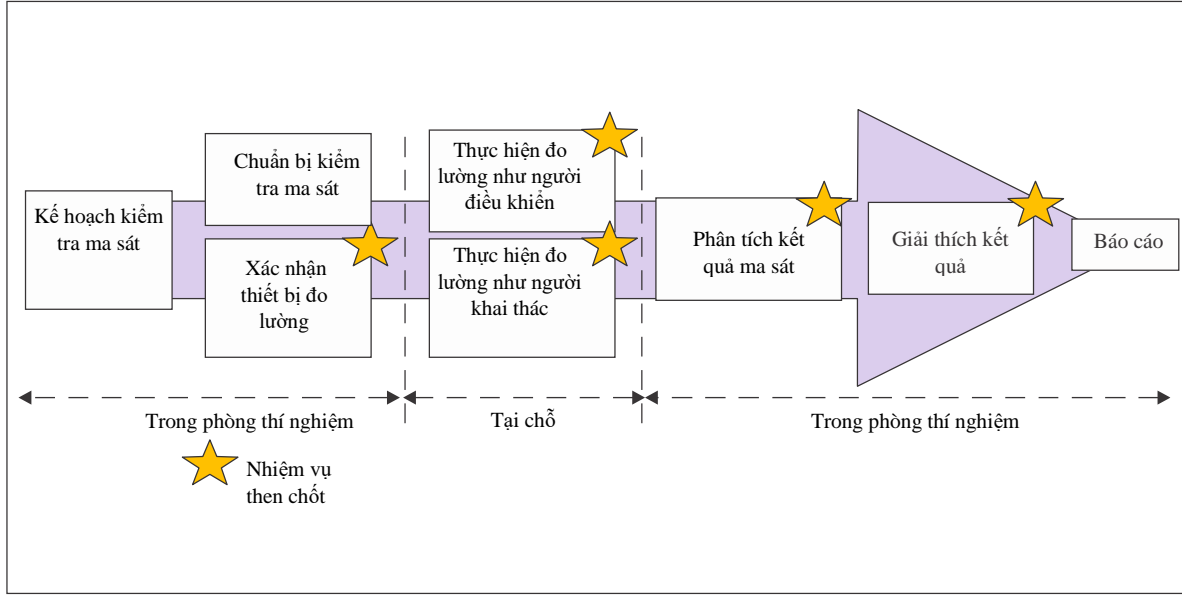 Kế hoạch kiểm
tra ma sát
Chuẩn bị kiểm
tra ma sát
Xác nhận
thiết bị đo
lường
Thực hiện đo
lường như người
điều khiển
Thực hiện đo
lường như người
khai thác
Phân tích kết
quả ma sát
Giải thích kết
quả
Báo cáo
Trong phòng thí nghiệm
Tại chỗ
Trong phòng thí nghiệm
Nhiệm vụ
then chốt